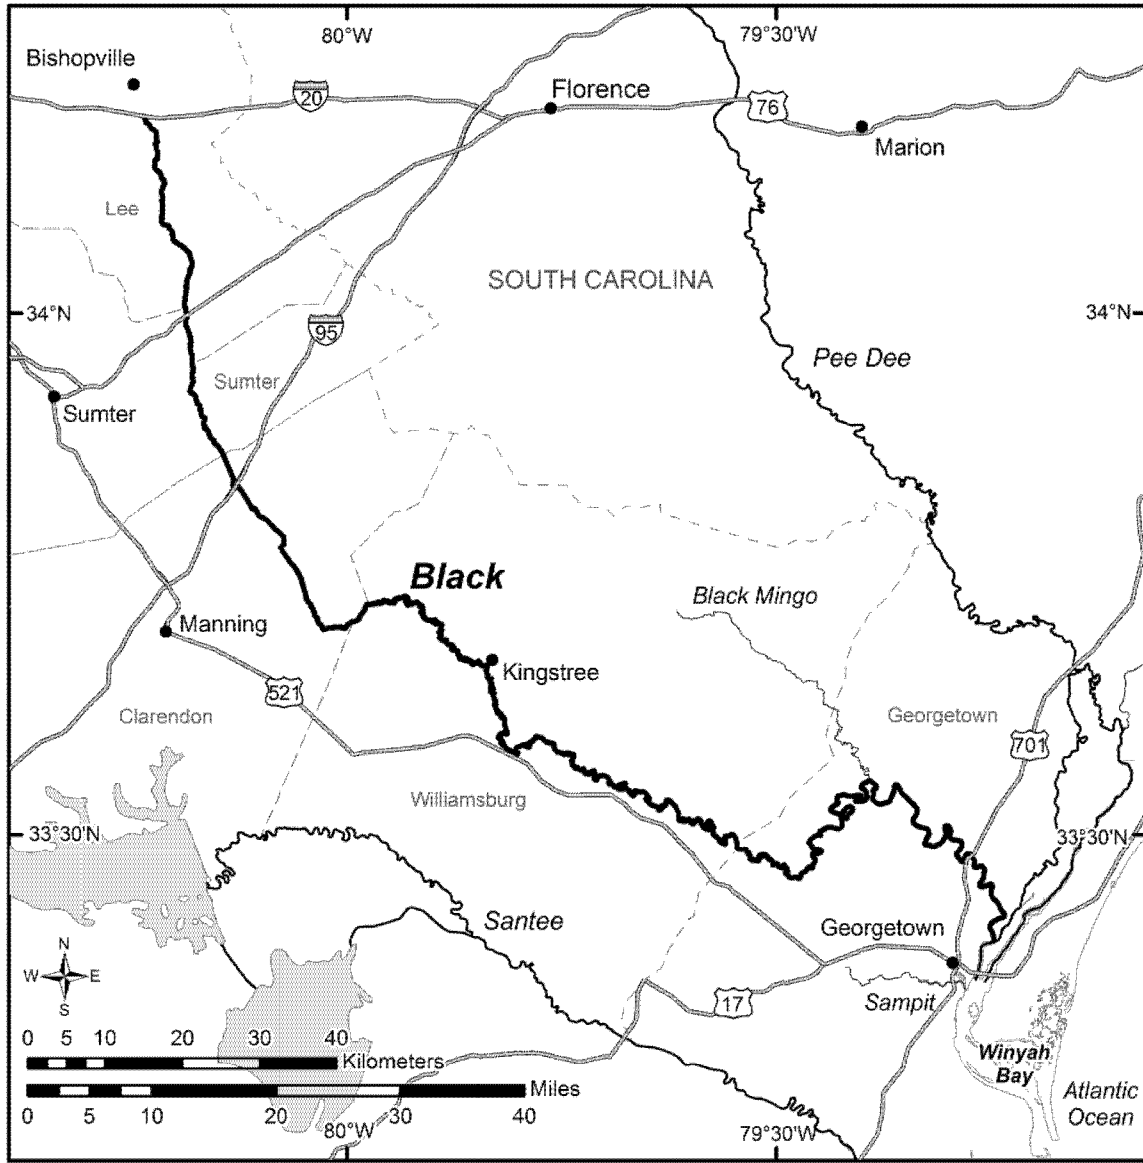 80°W
79°30'W
Bishopville
20
Florence
76
Marion
Lee
SOUTH CAROLINA
34°N
34°N
95
Pee Dee
Sumter
Sumter
Black
Black Mingo
Manning
Kingstree
521
Clarendon
Georgetown
701
Williamsburg
33°30'N
33°30'N
Santee
Georgetown
N
W
E
S
Sampit
17
0 5 10 20 30 40
Kilometers
Winyah
Bay
Miles
0 5 10 20 30 40
Atlantic
Ocean
80°W
79°30'W